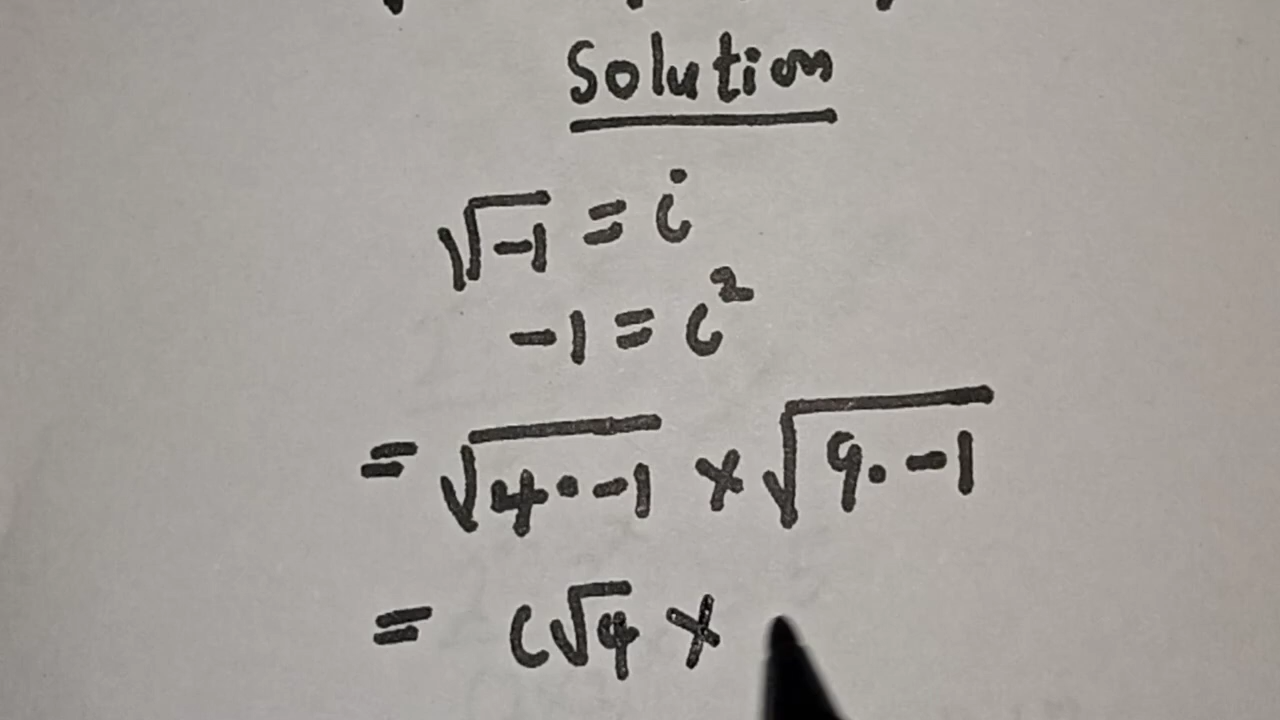 Solution
√-1 = i
-1 = i²
= √4·-1 × √9·-1
= i√4 ×